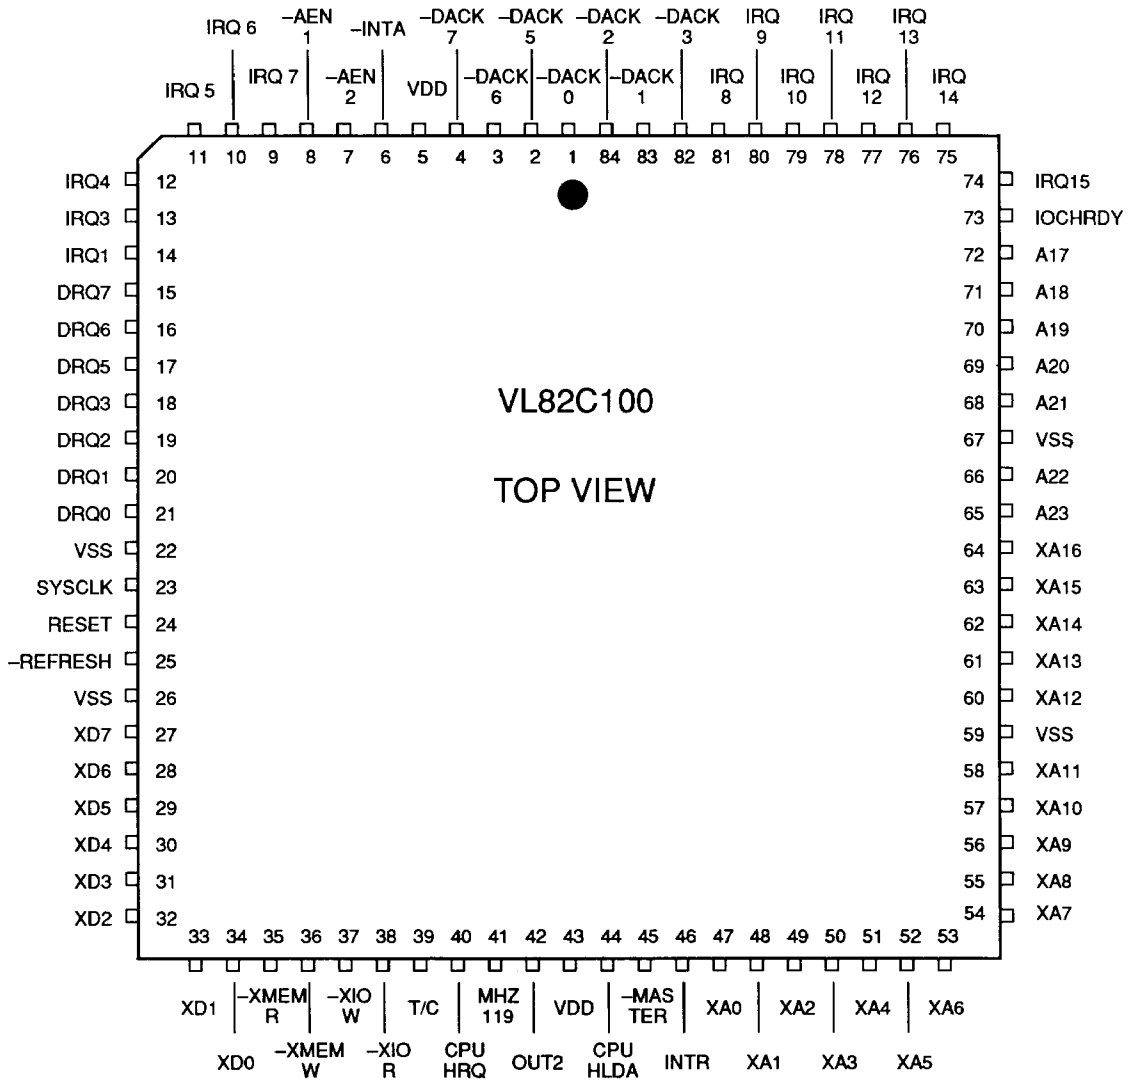 IRQ 6 –AEN 1 –INTA –DACK 7 –DACK 5 –DACK 2 –DACK 3 IRQ 9 IRQ 11 IRQ 13
IRQ 5 IRQ 7 –AEN 2 VDD –DACK 6 –DACK 0 –DACK 1 IRQ 8 IRQ 10 IRQ 12 IRQ 14
11 10 9 8 7 6 5 4 3 2 1 84 83 82 81 80 79 78 77 76 75
IRQ4 12 74 IRQ15
IRQ3 13 73 IOCHRDY
IRQ1 14 72 A17
DRQ7 15 71 A18
DRQ6 16 70 A19
DRQ5 17 69 A20
DRQ3 18 VL82C100 68 A21
DRQ2 19 67 VSS
DRQ1 20 66 A22
TOP VIEW
DRQ0 21 65 A23
VSS 22 64 XA16
SYSCLK 23 63 XA15
RESET 24 62 XA14
–REFRESH 25 61 XA13
VSS 26 60 XA12
XD7 27 59 VSS
XD6 28 58 XA11
XD5 29 57 XA10
XD4 30 56 XA9
XD3 31 55 XA8
XD2 32 54 XA7
33 34 35 36 37 38 39 40 41 42 43 44 45 46 47 48 49 50 51 52 53
XD1 –XMEM R –XIO W T/C MHZ 119 VDD –MAS TER XA0 XA2 XA4 XA6
XD0 –XMEM W –XIO R CPU HRQ OUT2 CPU HLDA INTR XA1 XA3 XA5